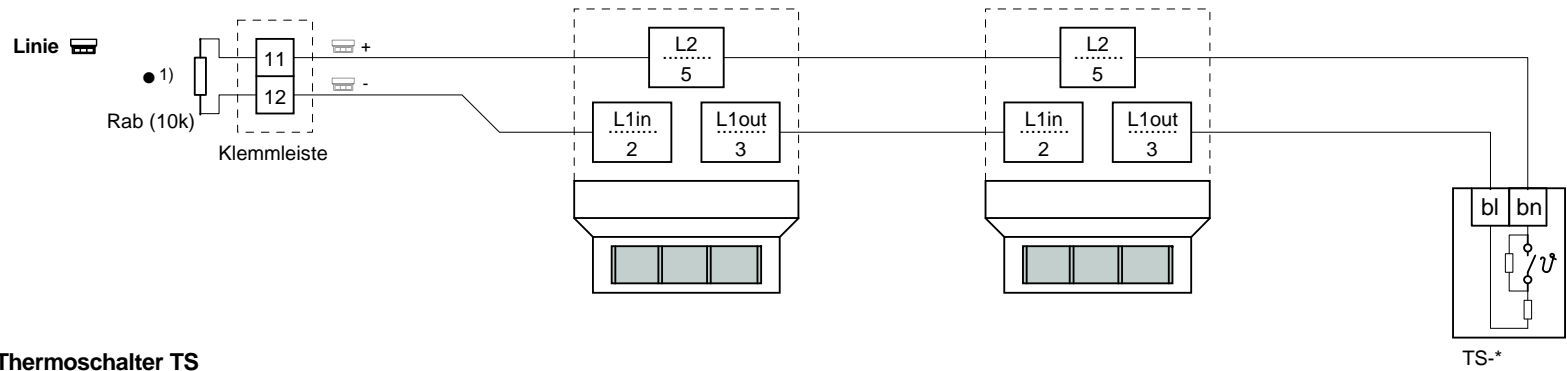 Linie
● 1)
Rab (10k)
11
12
+
-
Klemmleiste
L2
5
L1in
2
L1out
3
L2
5
L1in
2
L1out
3
bl
bn
ϑ
TS-*
Thermoschalter TS